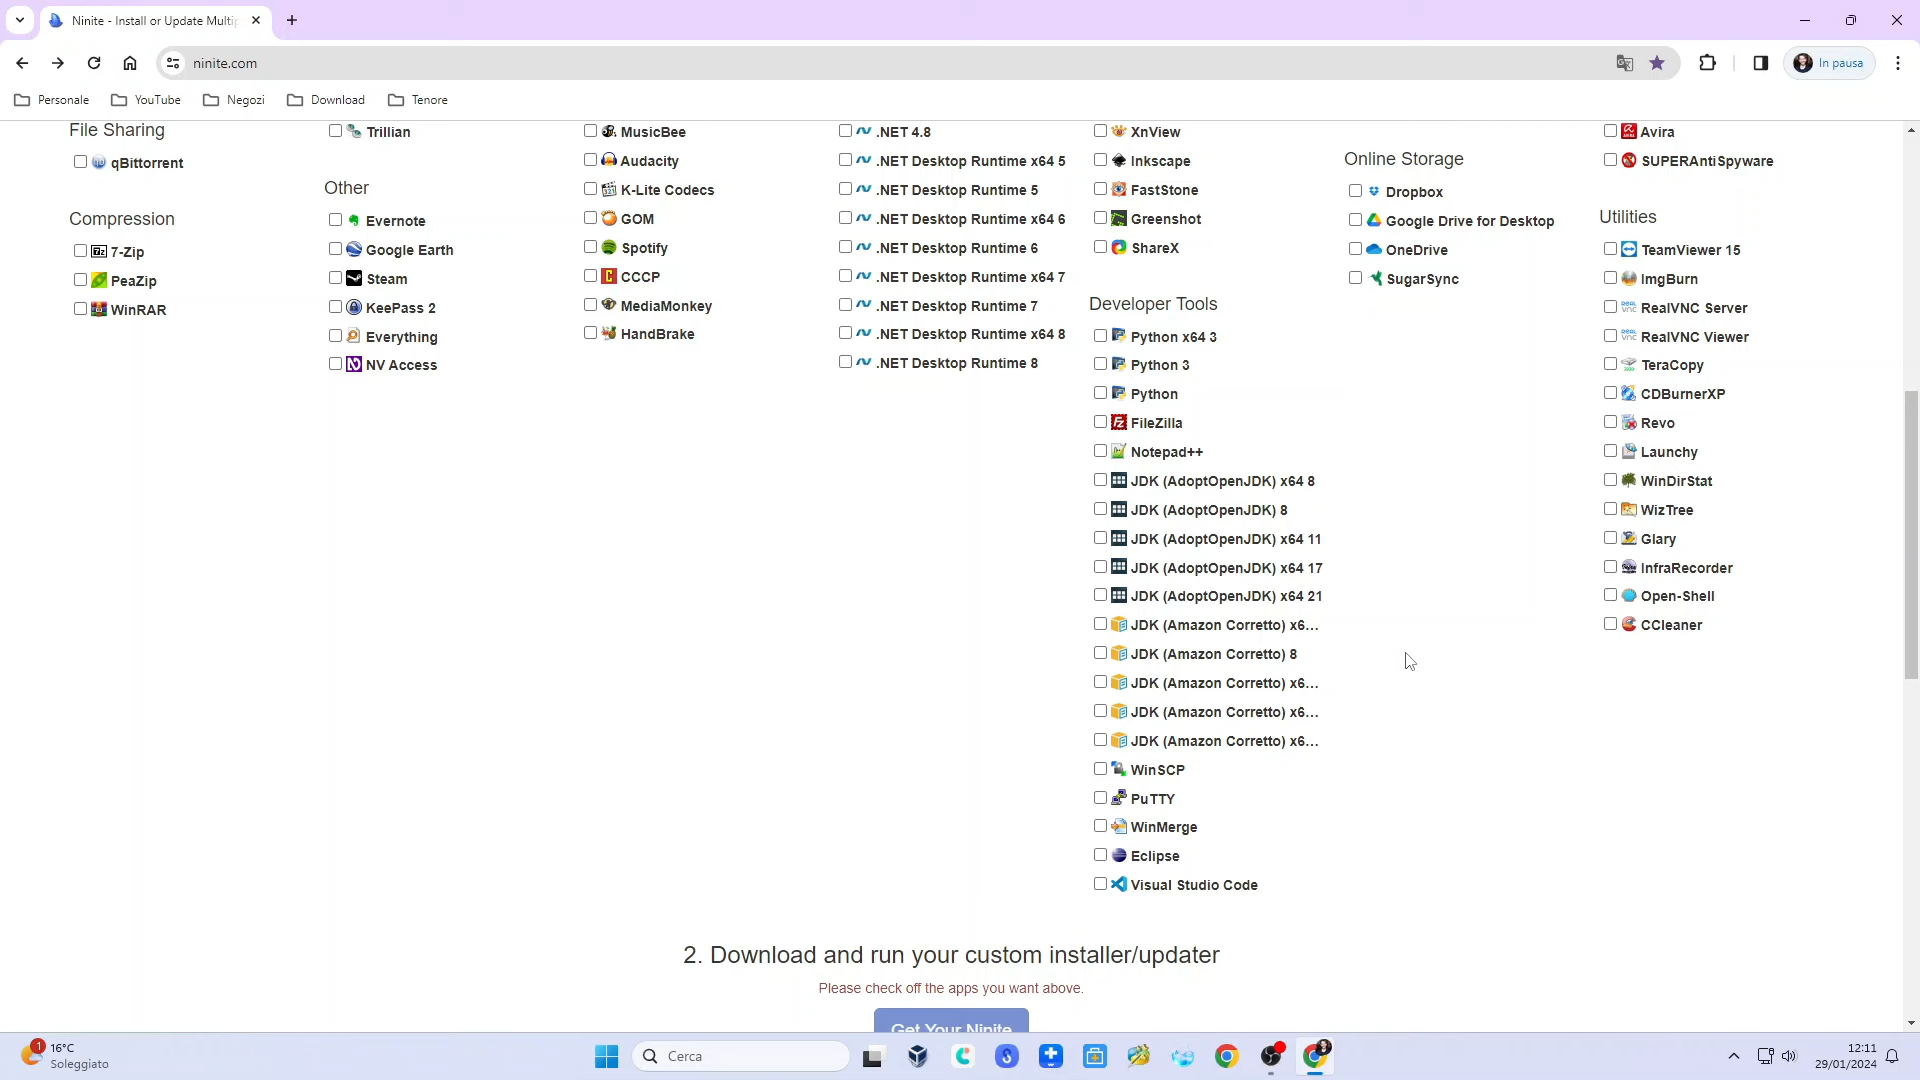 Ninite - Install or Update Multip
ninite.com
In pausa
Personale
YouTube
Negozi
Download
Tenore
File Sharing
qBittorrent
Compression
7-Zip
PeaZip
WinRAR
Trillian
Other
Evernote
Google Earth
Steam
KeePass 2
Everything
NV Access
MusicBee
Audacity
K-Lite Codecs
GOM
Spotify
CCCP
MediaMonkey
HandBrake
.NET 4.8
.NET Desktop Runtime x64 5
.NET Desktop Runtime 5
.NET Desktop Runtime x64 6
.NET Desktop Runtime 6
.NET Desktop Runtime x64 7
.NET Desktop Runtime 7
.NET Desktop Runtime x64 8
.NET Desktop Runtime 8
XnView
Inkscape
FastStone
Greenshot
ShareX
Developer Tools
Python x64 3
Python 3
Python
FileZilla
Notepad++
JDK (AdoptOpenJDK) x64 8
JDK (AdoptOpenJDK) 8
JDK (AdoptOpenJDK) x64 11
JDK (AdoptOpenJDK) x64 17
JDK (AdoptOpenJDK) x64 21
JDK (Amazon Corretto) x6...
JDK (Amazon Corretto) 8
JDK (Amazon Corretto) x6...
JDK (Amazon Corretto) x6...
JDK (Amazon Corretto) x6...
WinSCP
PuTTY
WinMerge
Eclipse
Visual Studio Code
Online Storage
Dropbox
Google Drive for Desktop
OneDrive
SugarSync
Avira
SUPERAntiSpyware
Utilities
TeamViewer 15
ImgBurn
RealVNC Server
RealVNC Viewer
TeraCopy
CDBurnerXP
Revo
Launchy
WinDirStat
WizTree
Glary
InfraRecorder
Open-Shell
CCleaner
2. Download and run your custom installer/updater
Please check off the apps you want above.
Get Your Ninite
1
16°C
Soleggiato
Cerca
12:11
29/01/2024